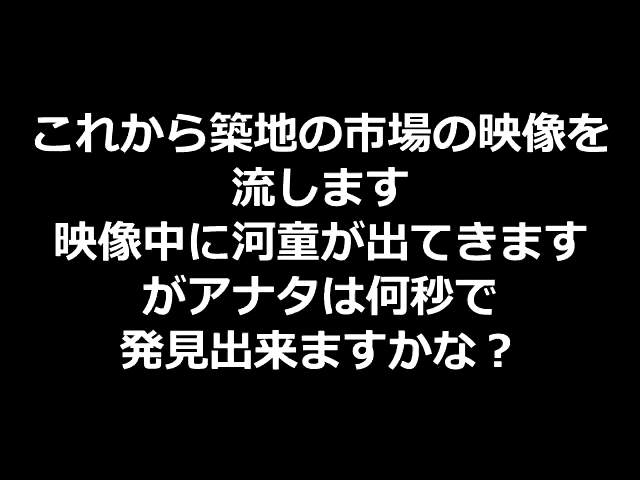 これから築地の市場の映像を
流します
映像中に河童が出てきます
がアナタは何秒で
発見出来ますかな？